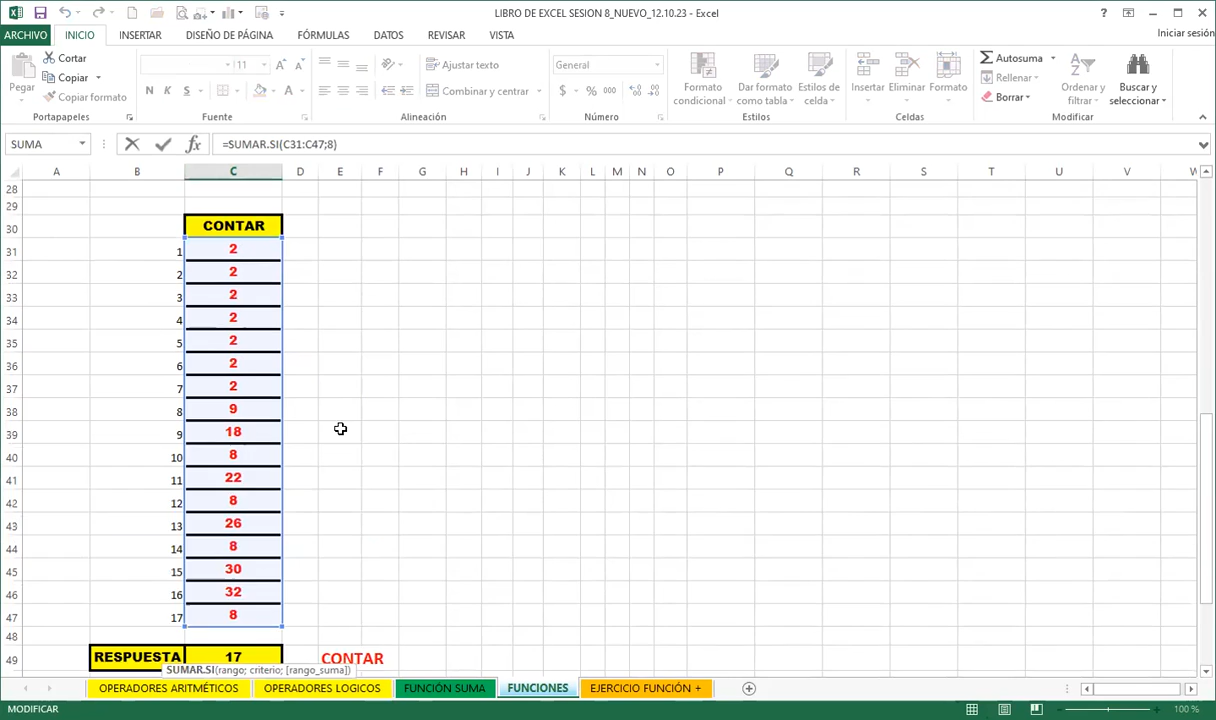 LIBRO DE EXCEL SESION 8_NUEVO_12.10.23 - Excel
ARCHIVO INICIO INSERTAR DISEÑO DE PÁGINA FÓRMULAS DATOS REVISAR VISTA Iniciar sesión
Pegar
Cortar
Copiar
Copiar formato
Portapapeles
11
N K S
Fuente
Ajustar texto
Combinar y centrar
Alineación
General
$ % 000
Número
Formato condicional
Dar formato como tabla
Estilos de celda
Estilos
Insertar Eliminar Formato
Celdas
Autosuma
Rellenar
Borrar
Ordenar y filtrar
Buscar y seleccionar
Modificar
SUMA =SUMAR.SI(C31:C47;8)
A B C D E F G H I J K L M N O P Q R S T U V W
28
29
30 CONTAR
31 1 2
32 2 2
33 3 2
34 4 2
35 5 2
36 6 2
37 7 2
38 8 9
39 9 18
40 10 8
41 11 22
42 12 8
43 13 26
44 14 8
45 15 30
46 16 32
47 17 8
48
49 RESPUESTA 17 CONTAR
SUMAR.SI(rango; criterio; [rango_suma])
OPERADORES ARITMÉTICOS OPERADORES LOGICOS FUNCIÓN SUMA FUNCIONES EJERCICIO FUNCIÓN +
MODIFICAR 100 %